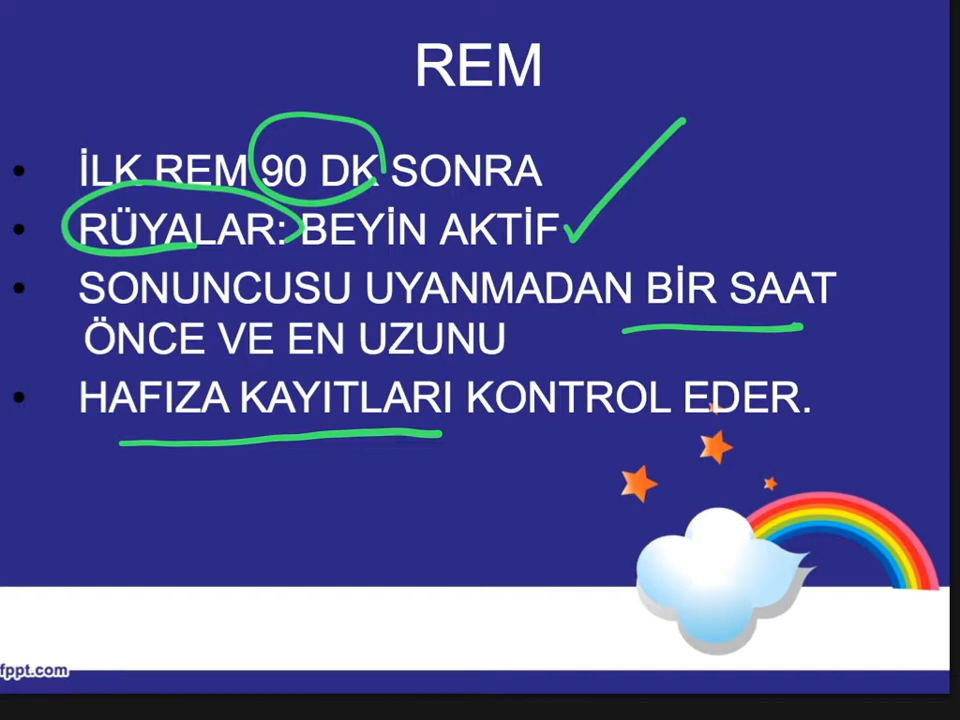 REM
• İLK REM 90 DK SONRA
• RÜYALAR: BEYİN AKTİF
• SONUNCUSU UYANMADAN BİR SAAT
ÖNCE VE EN UZUNU
• HAFIZA KAYITLARI KONTROL EDER.
fppt.com